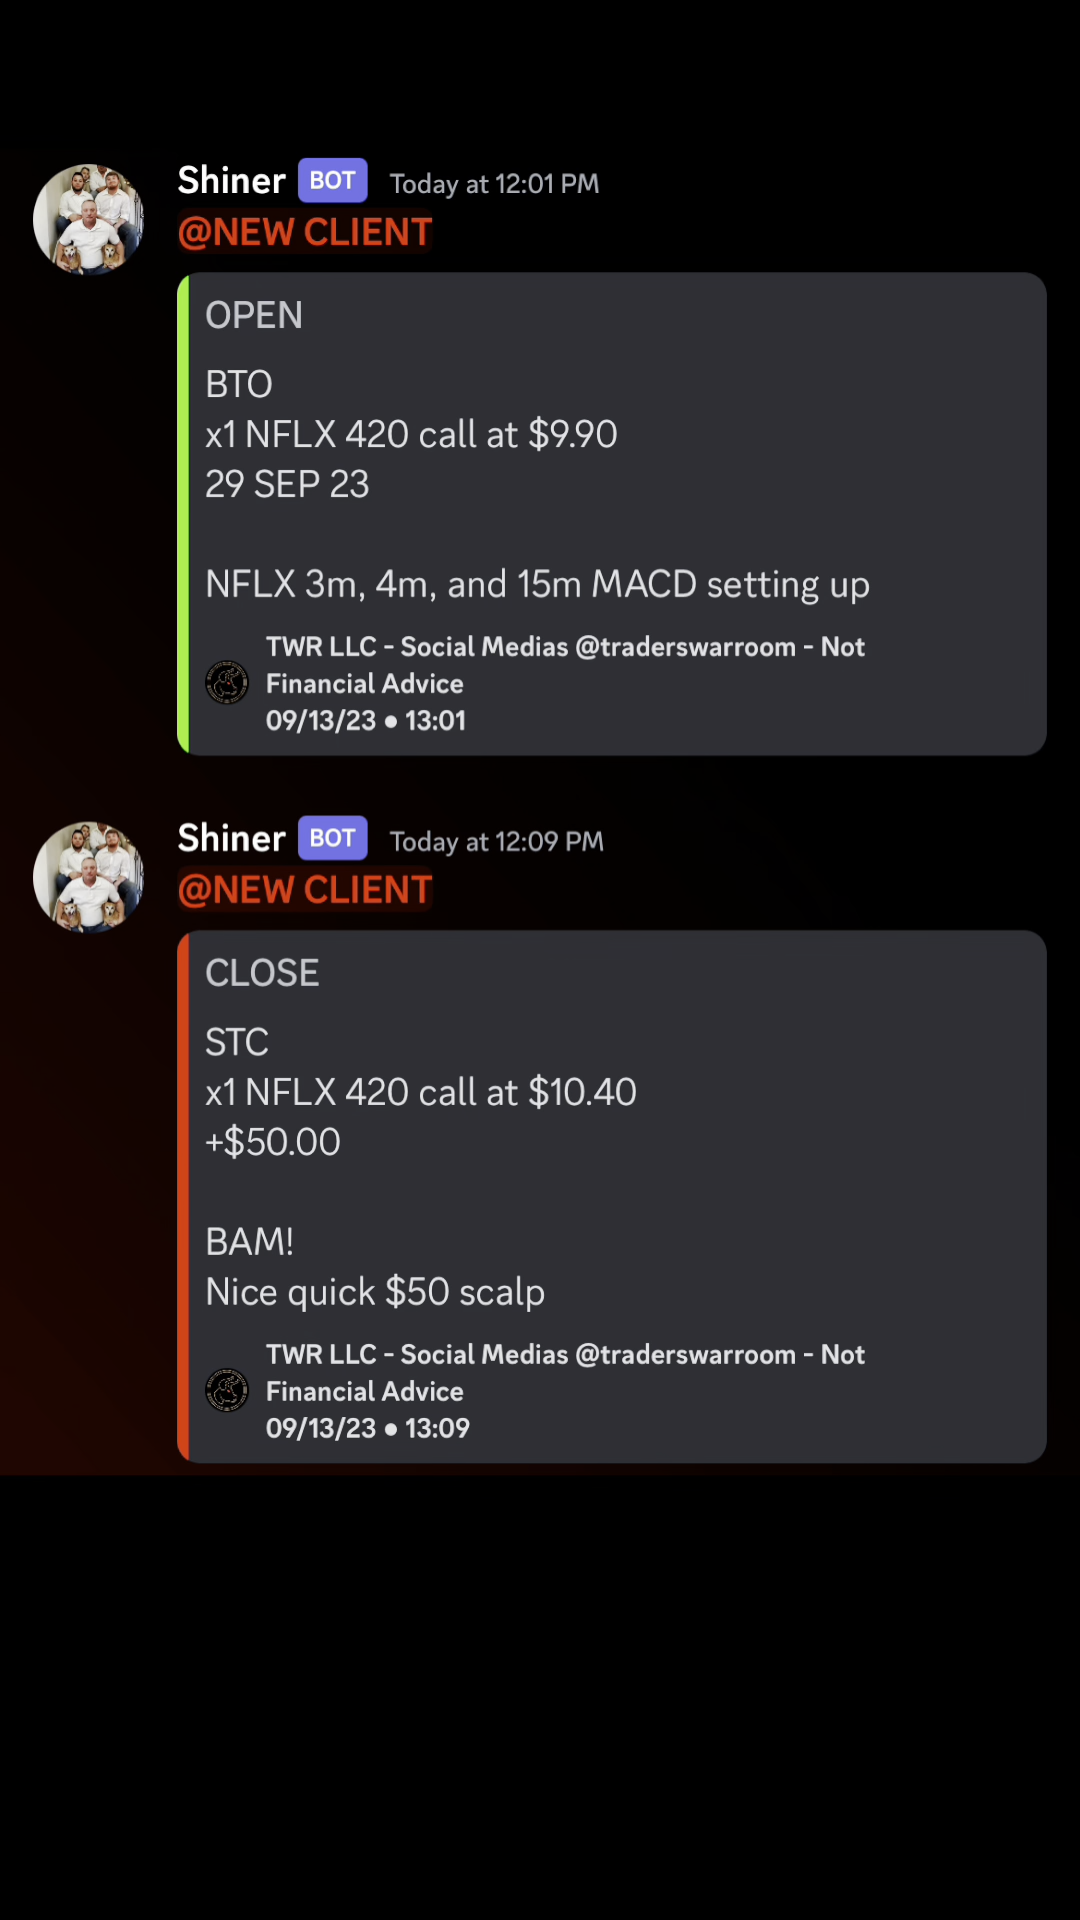 Shiner BOT Today at 12:01 PM
@NEW CLIENT
OPEN
BTO
x1 NFLX 420 call at $9.90
29 SEP 23
NFLX 3m, 4m, and 15m MACD setting up
TWR LLC - Social Medias @traderswarroom - Not
Financial Advice
09/13/23 • 13:01
Shiner BOT Today at 12:09 PM
@NEW CLIENT
CLOSE
STC
x1 NFLX 420 call at $10.40
+$50.00
BAM!
Nice quick $50 scalp
TWR LLC - Social Medias @traderswarroom - Not
Financial Advice
09/13/23 • 13:09